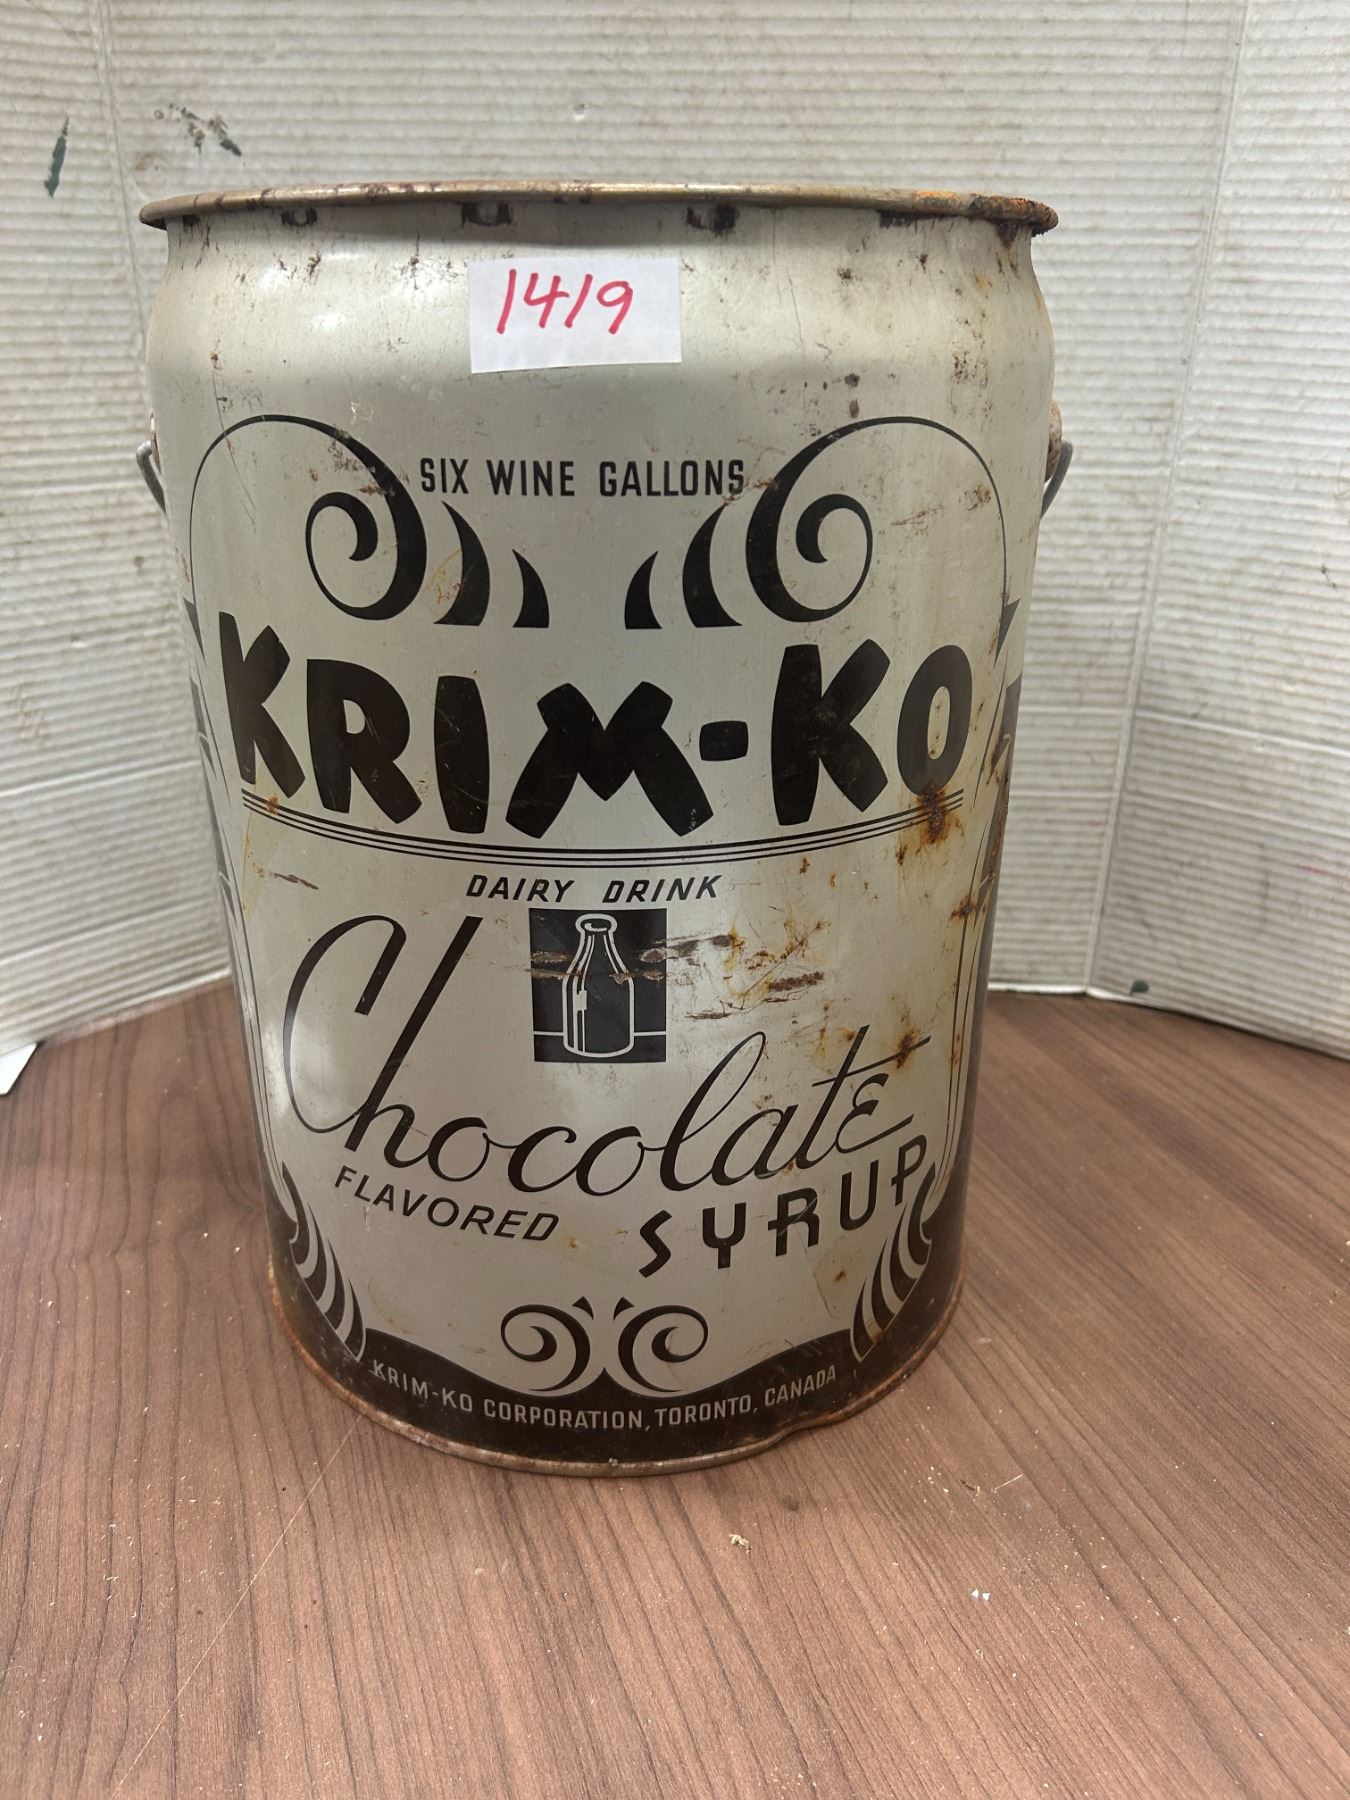 1419
SIX WINE GALLONS
KRIM-KO
DAIRY DRINK
Chocolate
FLAVORED SYRUP
KRIM-KO CORPORATION, TORONTO, CANADA